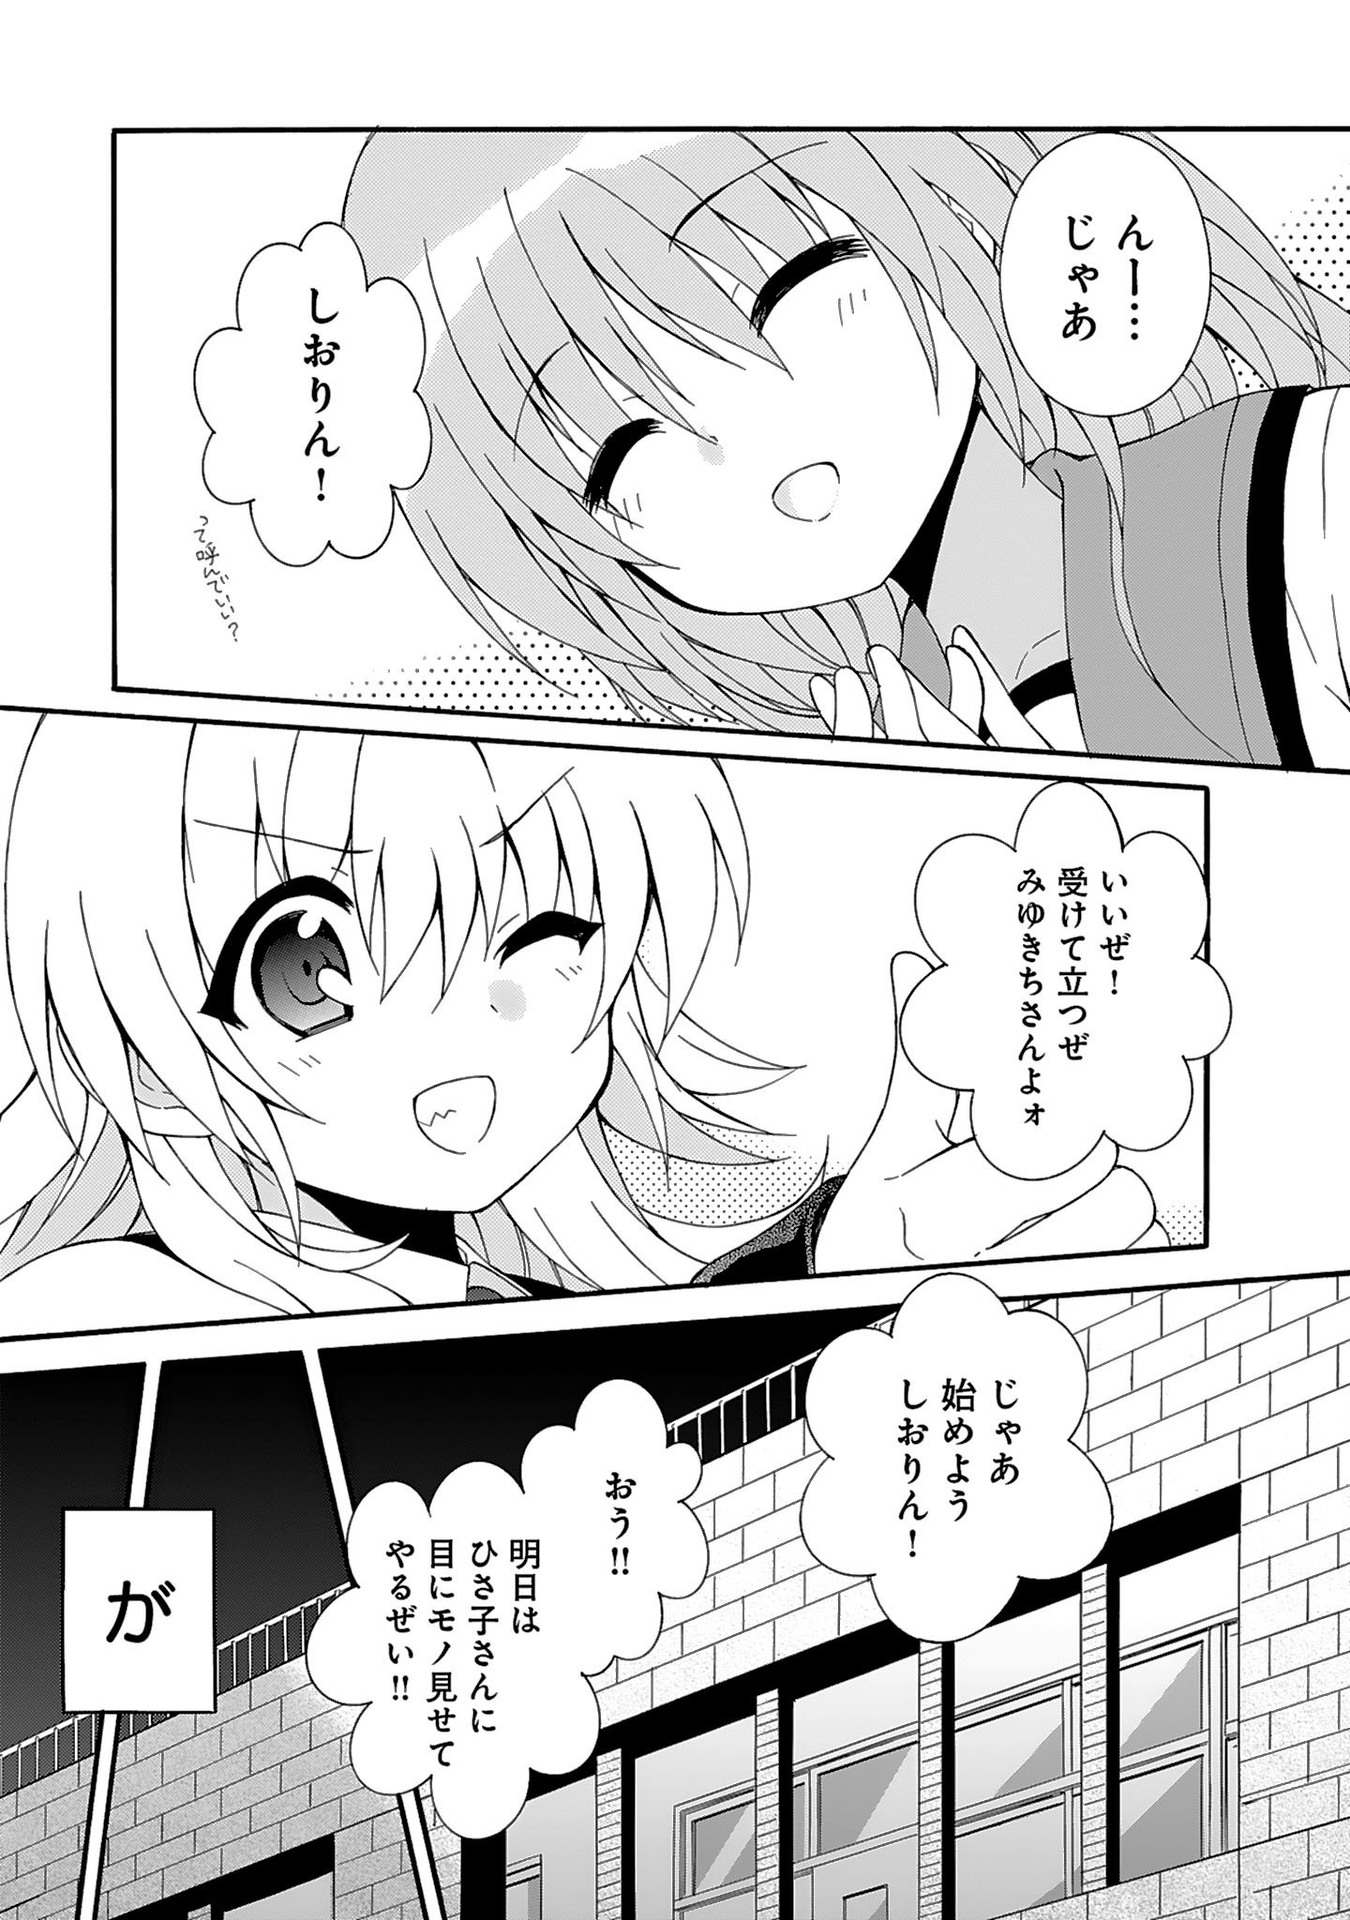 んー…
じゃあ
しおりん！
って呼んでいい？
いいぜ！
受けて立つぜ
みゆきちさんよォ
じゃあ
始めよう
しおりん！
おう!!
明日は
ひさ子さんに
目にモノ見せて
やるぜい!!
が